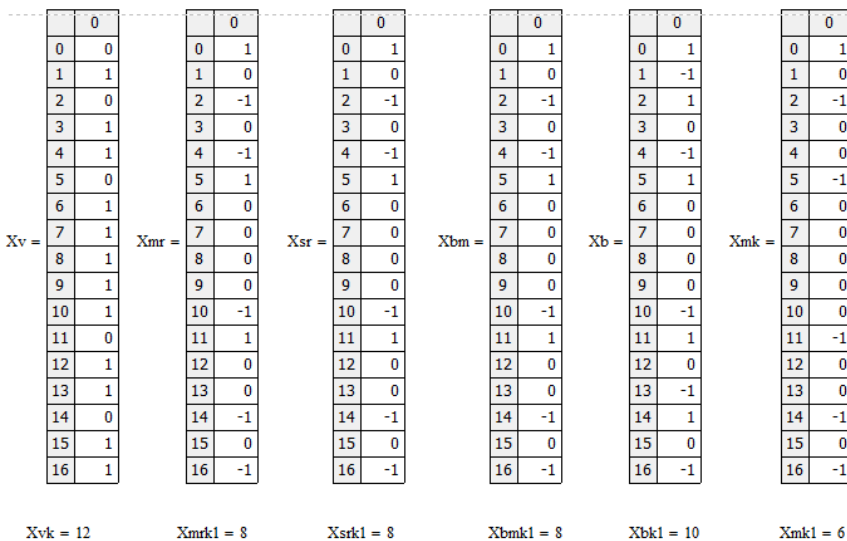 0 0 0 0 0 0
0 0 0 1 0 1 0 1 0 1 0 1
1 1 1 0 1 0 1 0 1 -1 1 0
2 0 2 -1 2 -1 2 -1 2 1 2 -1
3 1 3 0 3 0 3 0 3 0 3 0
4 1 4 -1 4 -1 4 -1 4 -1 4 0
5 0 5 1 5 1 5 1 5 1 5 -1
6 1 6 0 6 0 6 0 6 0 6 0
Xv = 7 1 Xmr = 7 0 Xsr = 7 0 Xbm = 7 0 Xb = 7 0 Xmk = 7 0
8 1 8 0 8 0 8 0 8 0 8 0
9 1 9 0 9 0 9 0 9 0 9 0
10 1 10 -1 10 -1 10 -1 10 -1 10 0
11 0 11 1 11 1 11 1 11 1 11 -1
12 1 12 0 12 0 12 0 12 0 12 0
13 1 13 0 13 0 13 0 13 -1 13 0
14 0 14 -1 14 -1 14 -1 14 1 14 -1
15 1 15 0 15 0 15 0 15 0 15 0
16 1 16 -1 16 -1 16 -1 16 -1 16 -1
Xvk = 12 Xmrk1 = 8 Xsrk1 = 8 Xbmk1 = 8 Xbk1 = 10 Xmk1 = 6